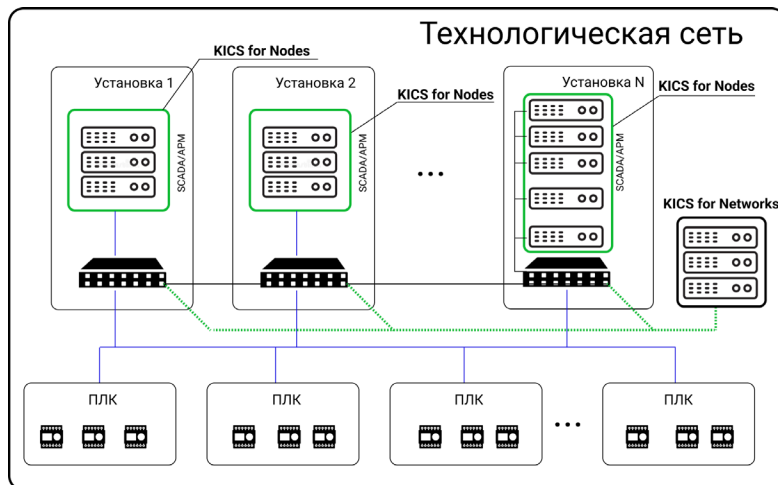 Технологическая сеть
KICS for Nodes
Установка 1
SCADA/АРМ
Установка 2
KICS for Nodes
SCADA/АРМ
Установка N
KICS for Nodes
SCADA/АРМ
KICS for Networks
ПЛК
ПЛК
ПЛК
ПЛК